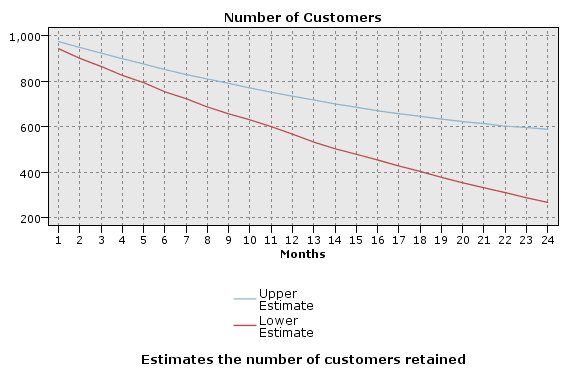 Number of Customers
1,000
800
600
400
200
1 2 3 4 5 6 7 8 9 10 11 12 13 14 15 16 17 18 19 20 21 22 23 24
Months
Upper
Estimate
Lower
Estimate
Estimates the number of customers retained